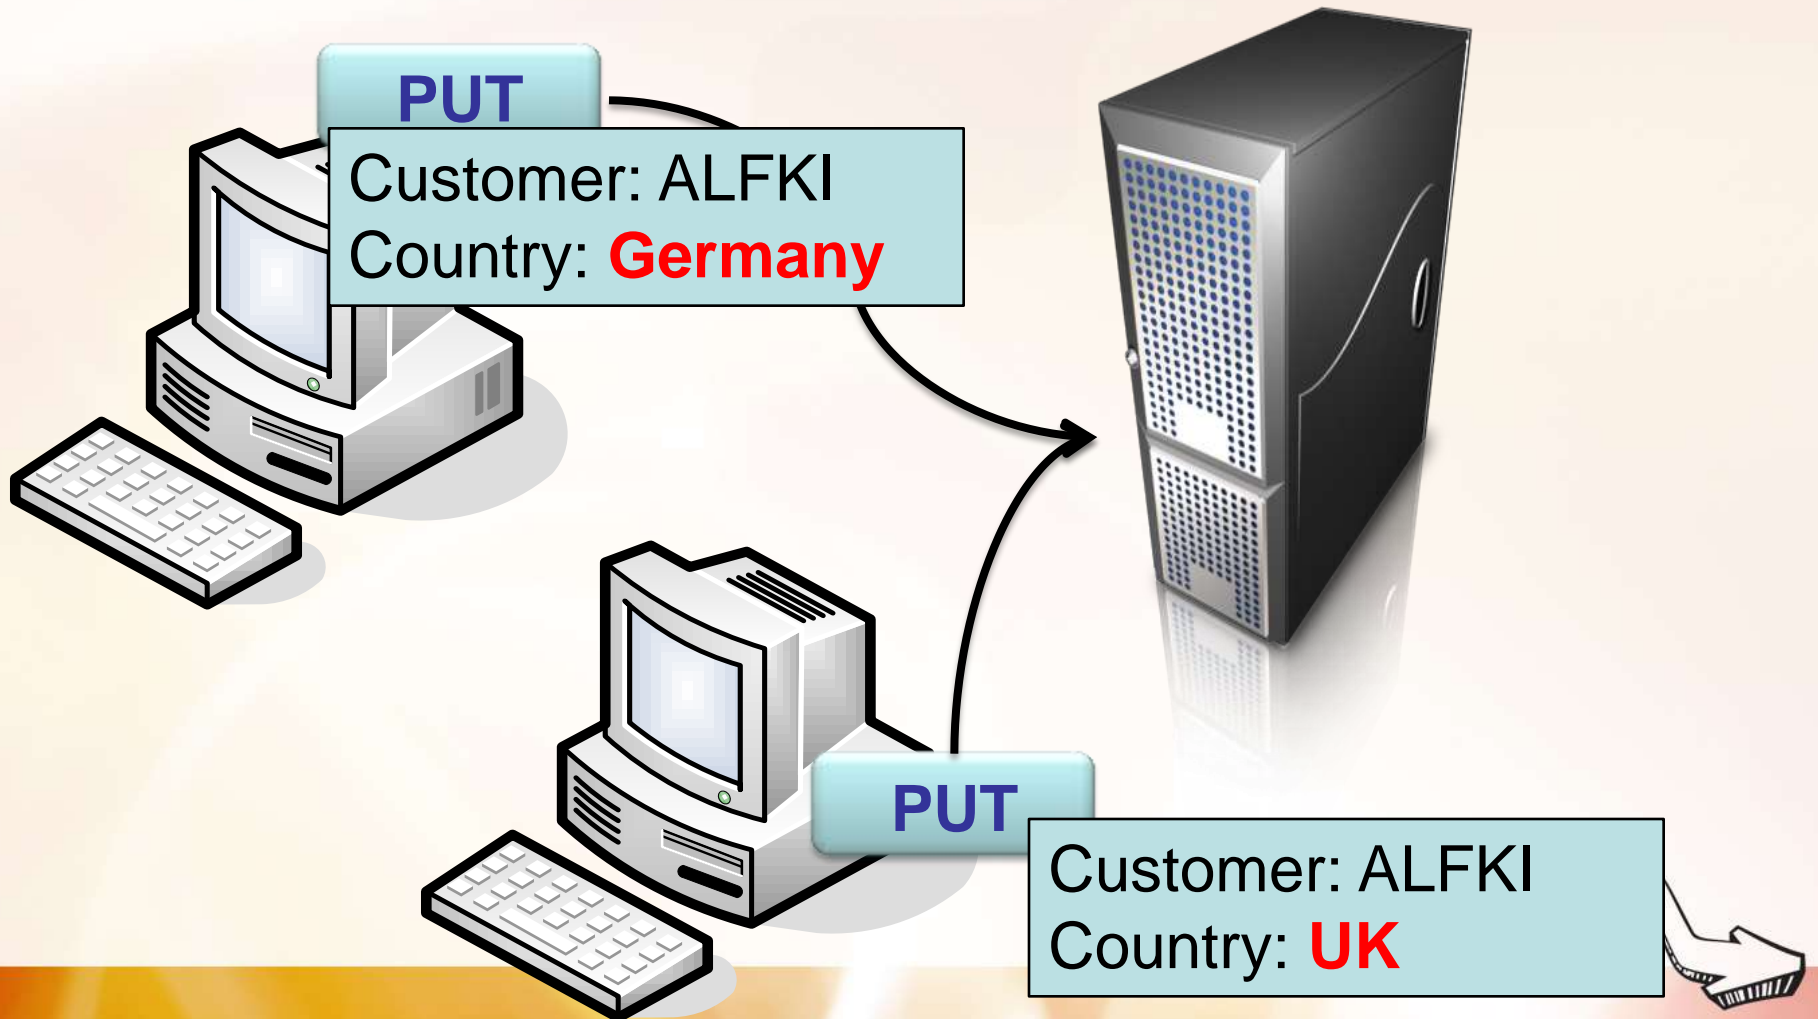 PUT
Customer: ALFKI
Country: Germany
PUT
Customer: ALFKI
Country: UK